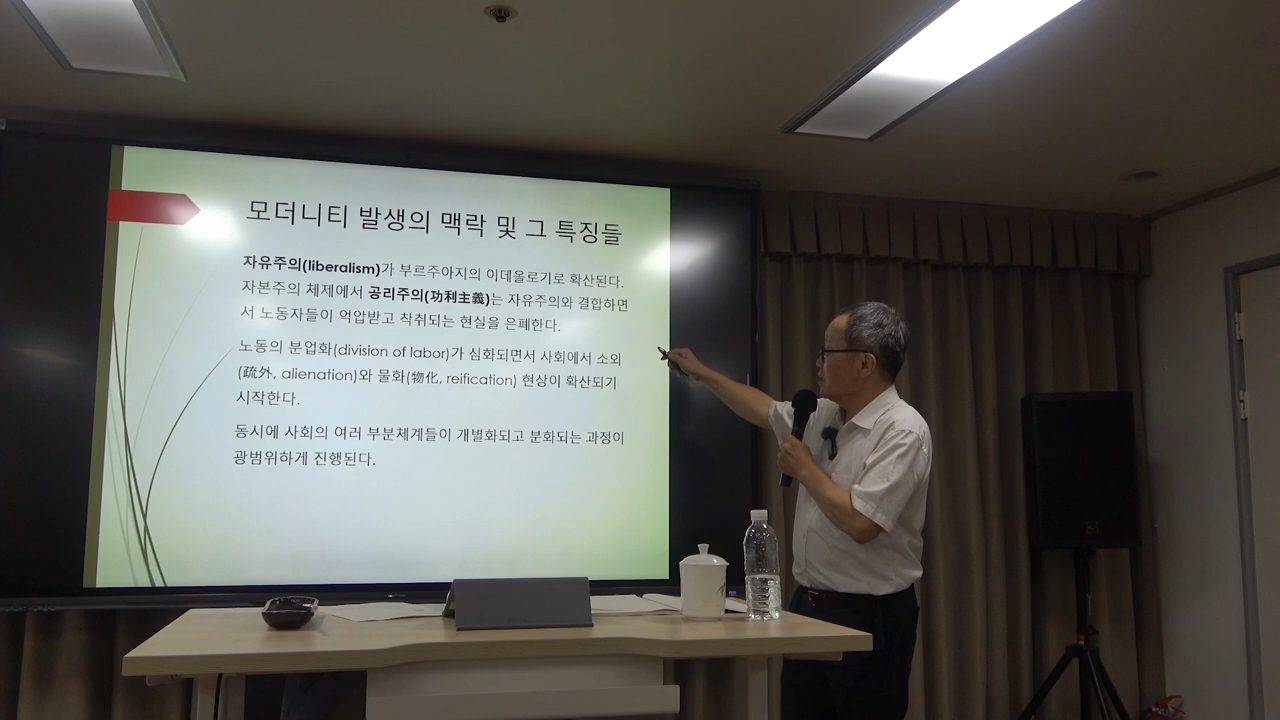 모더니티 발생의 맥락 및 그 특징들
자유주의(liberalism)가 부르주아지의 이데올로기로 확산된다.
자본주의 체제에서 공리주의(功利主義)는 자유주의와 결합하면
서 노동자들이 억압받고 착취되는 현실을 은폐한다.
노동의 분업화(division of labor)가 심화되면서 사회에서 소외
(疏外, alienation)와 물화(物化, reification) 현상이 확산되기
시작한다.
동시에 사회의 여러 부분체계들이 개별화되고 분화되는 과정이
광범위하게 진행된다.